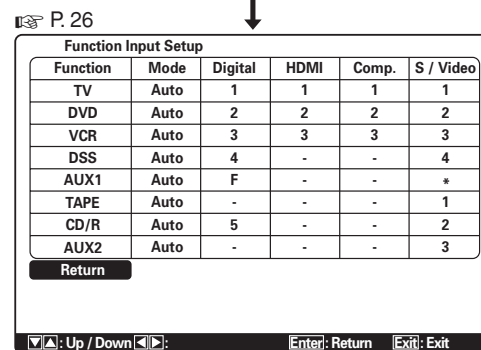 ☞ P. 26
Function Input Setup
Function Mode Digital HDMI Comp. S / Video
TV Auto 1 1 1 1
DVD Auto 2 2 2 2
VCR Auto 3 3 3 3
DSS Auto 4 - - 4
AUX1 Auto F - - *
TAPE Auto - - - 1
CD/R Auto 5 - - 2
AUX2 Auto - - - 3
Return
▼▲: Up / Down ◀▶: Enter: Return Exit: Exit